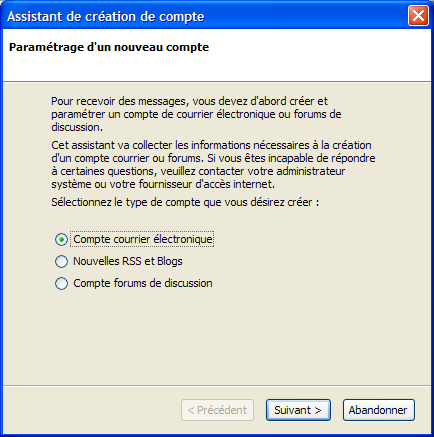 Assistant de création de compte
Paramétrage d'un nouveau compte
Pour recevoir des messages, vous devez d'abord créer et
paramétrer un compte de courrier électronique ou forums de
discussion.
Cet assistant va collecter les informations nécessaires à la création
d'un compte courrier ou forums. Si vous êtes incapable de répondre
à certaines questions, veuillez contacter votre administrateur
système ou votre fournisseur d'accès internet.
Sélectionnez le type de compte que vous désirez créer :
Compte courrier électronique
Nouvelles RSS et Blogs
Compte forums de discussion
< Précédent
Suivant >
Abandonner